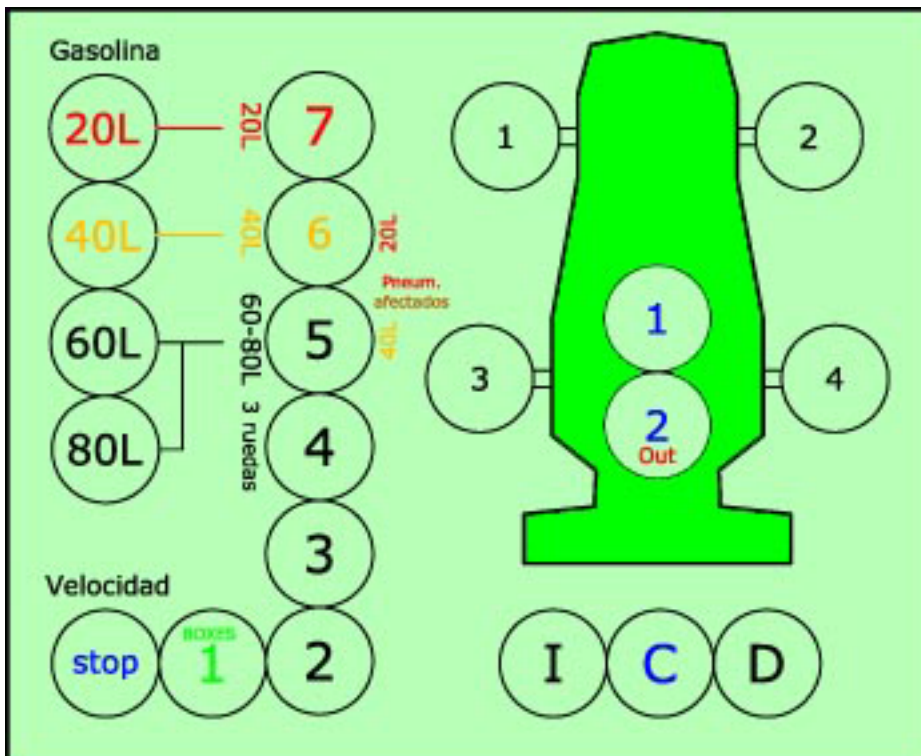 Gasolina
20L
20L
7
1
2
40L
40L
6
20L
Pneum.
afectados
60L
60-80L 3 ruedas
5
40L
1
3
4
80L
4
2
Out
3
Velocidad
stop
BOXES
1
2
I
C
D